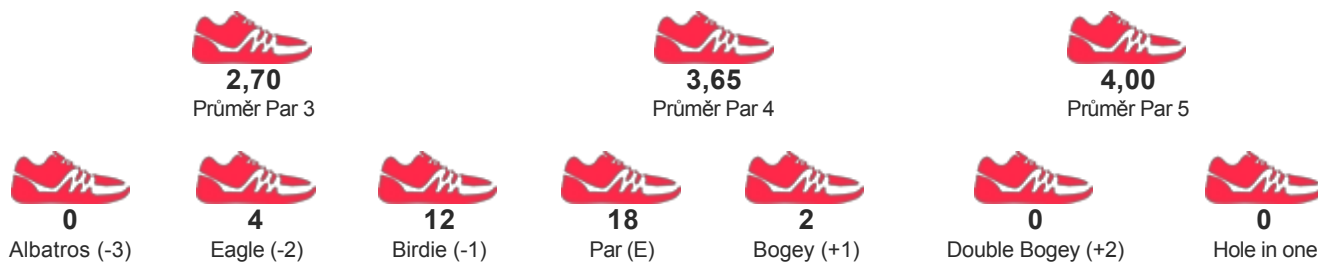 2,70
Průměr Par 3
3,65
Průměr Par 4
4,00
Průměr Par 5
0
Albatros (-3)
4
Eagle (-2)
12
Birdie (-1)
18
Par (E)
2
Bogey (+1)
0
Double Bogey (+2)
0
Hole in one